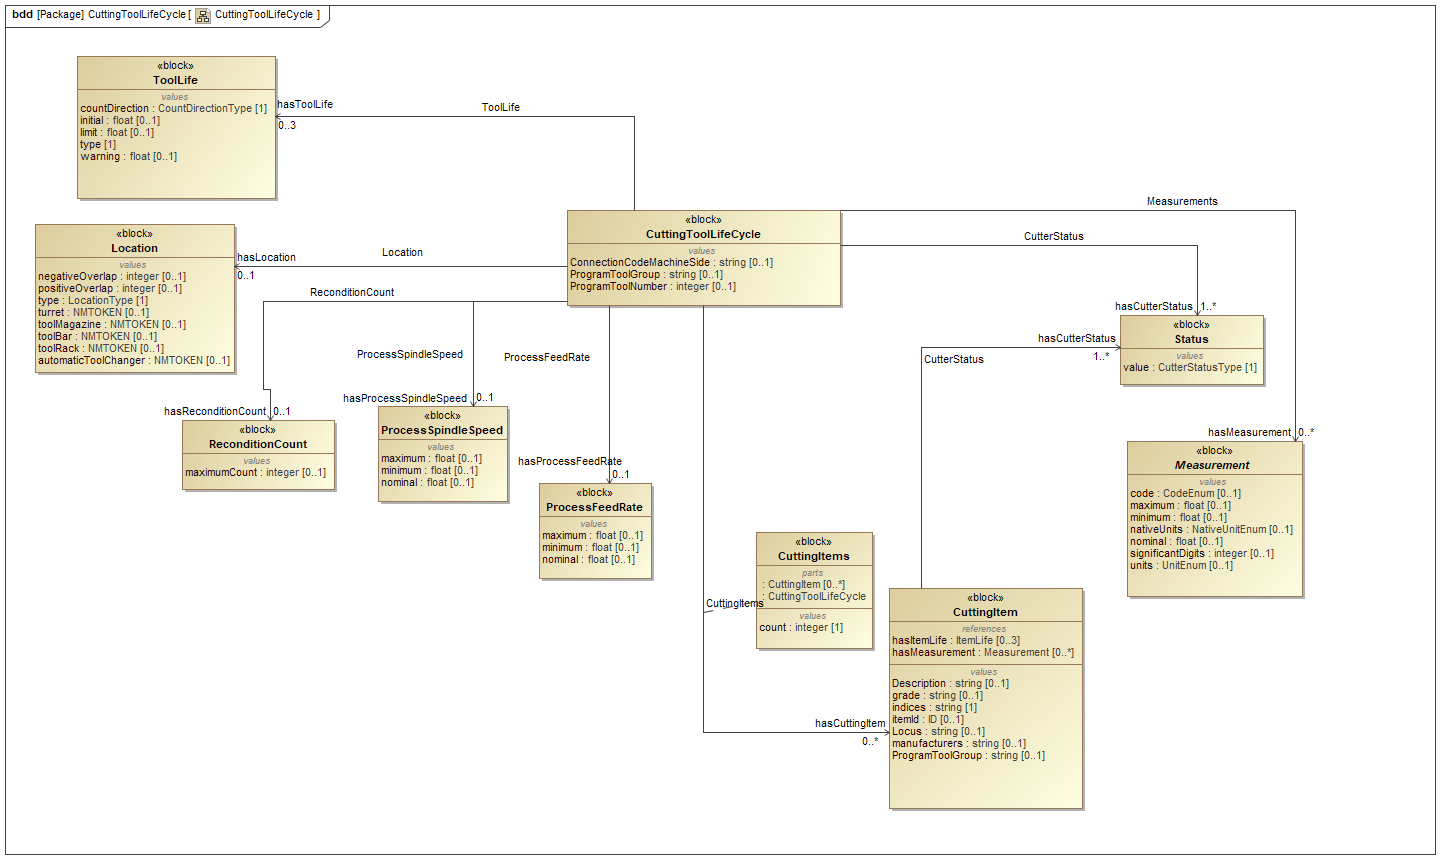 bdd [Package] CuttingToolLifeCycle [ CuttingToolLifeCycle ]
«block»
ToolLife
values
countDirection : CountDirectionType [1]
initial : float [0..1]
limit : float [0..1]
type [1]
warning : float [0..1]
hasToolLife
0..3
ToolLife
«block»
CuttingToolLifeCycle
values
ConnectionCodeMachineSide : string [0..1]
ProgramToolGroup : string [0..1]
ProgramToolNumber : integer [0..1]
Measurements
CutterStatus
«block»
Location
values
negativeOverlap : integer [0..1]
positiveOverlap : integer [0..1]
type : LocationType [1]
turret : NMTOKEN [0..1]
toolMagazine : NMTOKEN [0..1]
toolBar : NMTOKEN [0..1]
toolRack : NMTOKEN [0..1]
automaticToolChanger : NMTOKEN [0..1]
hasLocation
0..1
Location
ReconditionCount
ProcessSpindleSpeed
ProcessFeedRate
hasCutterStatus
1..*
«block»
Status
values
value : CutterStatusType [1]
hasCutterStatus
1..*
CutterStatus
hasReconditionCount
0..1
«block»
ReconditionCount
values
maximumCount : integer [0..1]
hasProcessSpindleSpeed
0..1
«block»
ProcessSpindleSpeed
values
maximum : float [0..1]
minimum : float [0..1]
nominal : float [0..1]
hasProcessFeedRate
0..1
«block»
ProcessFeedRate
values
maximum : float [0..1]
minimum : float [0..1]
nominal : float [0..1]
hasMeasurement
0..*
«block»
Measurement
values
code : CodeEnum [0..1]
maximum : float [0..1]
minimum : float [0..1]
nativeUnits : NativeUnitEnum [0..1]
nominal : float [0..1]
significantDigits : integer [0..1]
units : UnitEnum [0..1]
«block»
CuttingItems
parts
: CuttingItem [0..*]
: CuttingToolLifeCycle
values
count : integer [1]
CuttingItems
«block»
CuttingItem
references
hasItemLife : ItemLife [0..3]
hasMeasurement : Measurement [0..*]
values
Description : string [0..1]
grade : string [0..1]
indices : string [1]
itemId : ID [0..1]
Locus : string [0..1]
manufacturers : string [0..1]
ProgramToolGroup : string [0..1]
hasCuttingItem
0..*